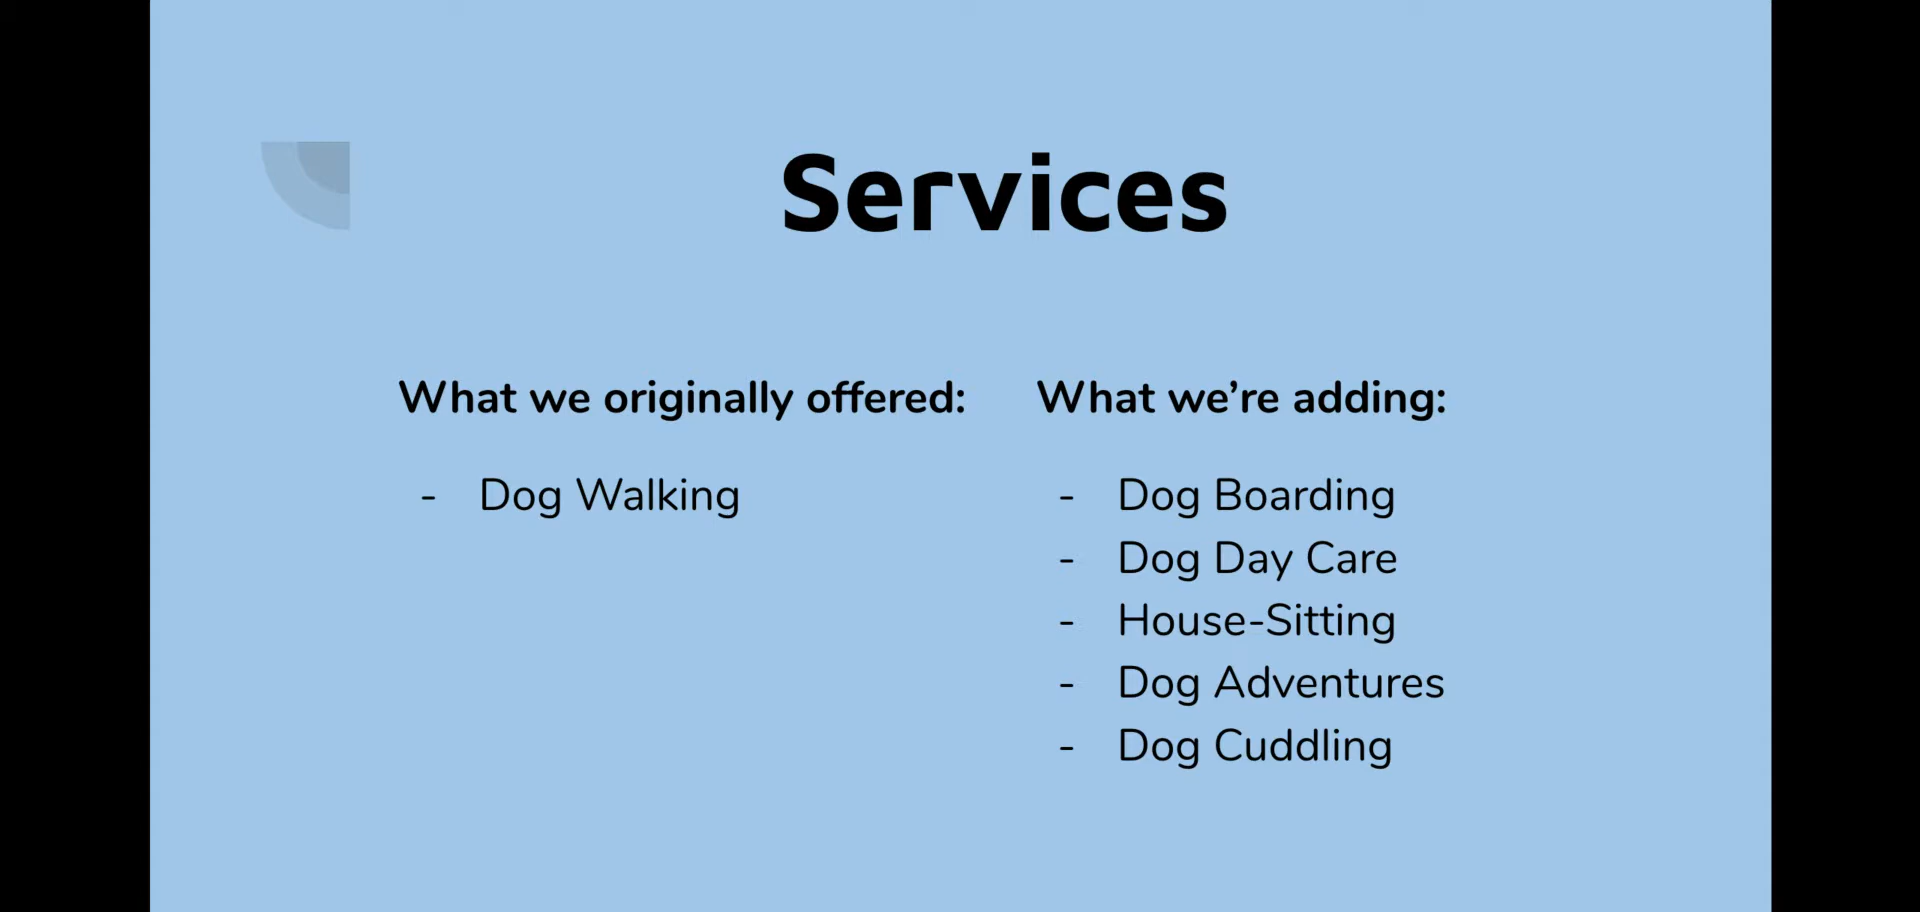 Services
What we originally offered:
- Dog Walking
What we’re adding:
- Dog Boarding
- Dog Day Care
- House-Sitting
- Dog Adventures
- Dog Cuddling